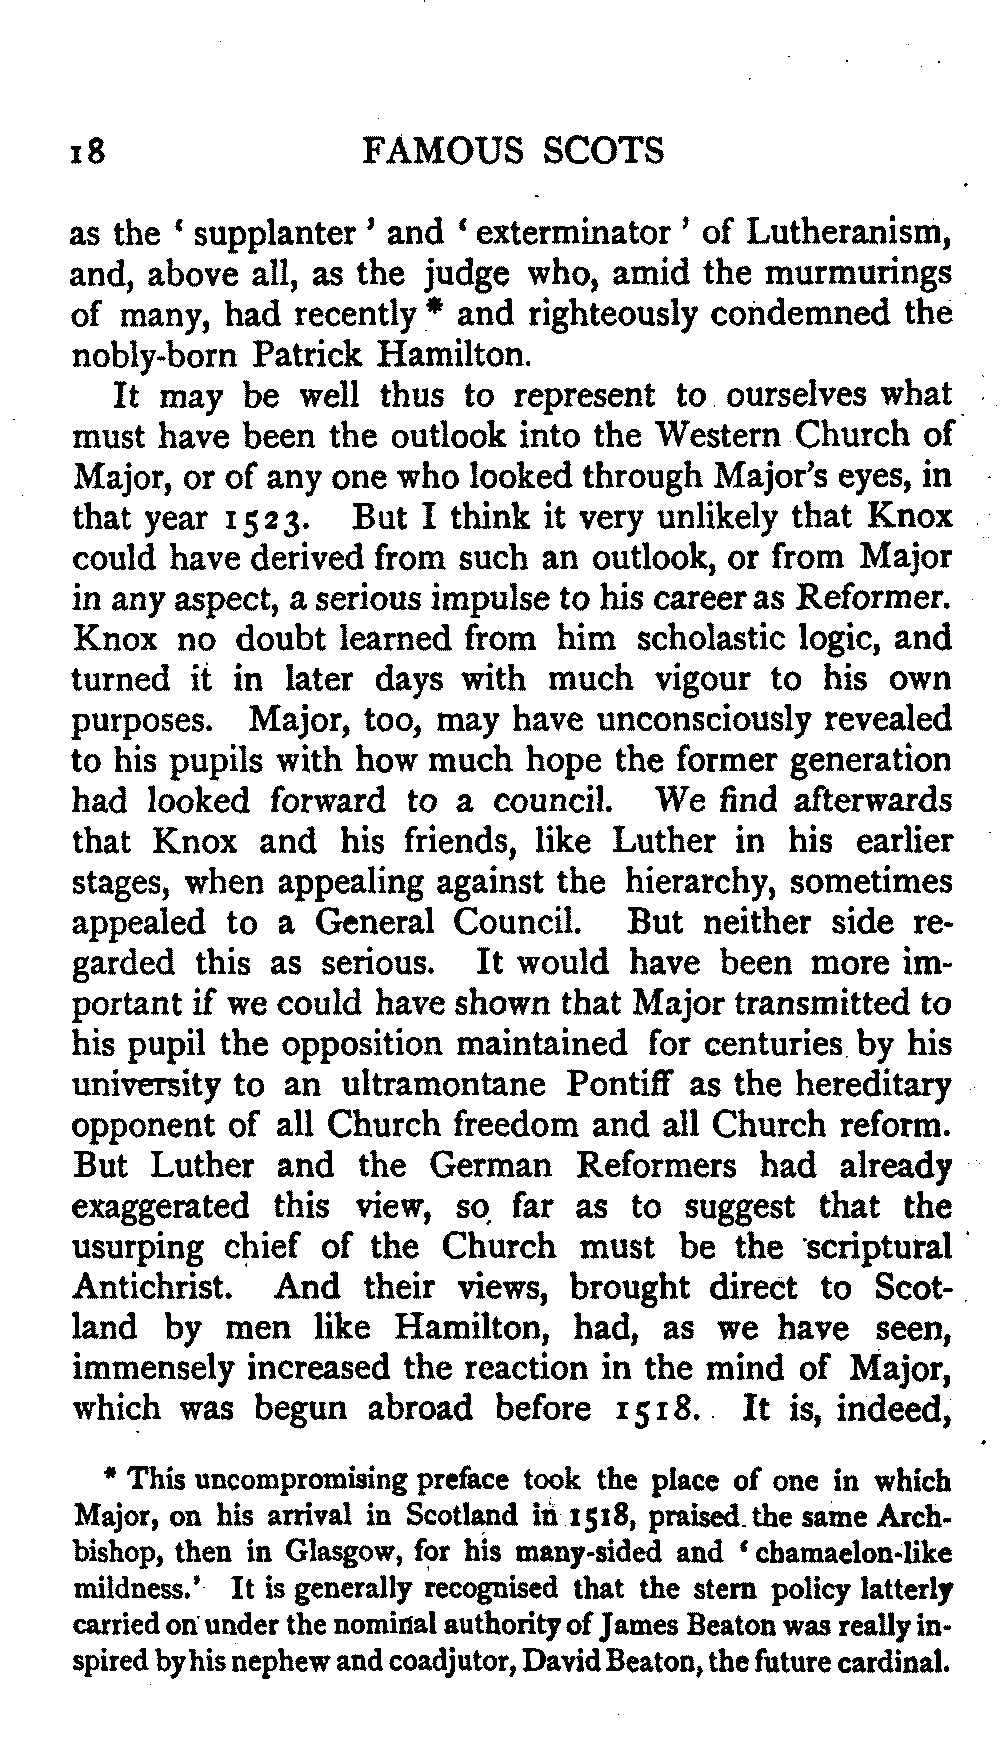 18 FAMOUS SCOTS
as the ‘ supplanter ’ and ‘ exterminator ’ of Lutheranism,
and, above all, as the judge who, amid the murmurings
of many, had recently * and righteously condemned the
nobly-born Patrick Hamilton.
It may be well thus to represent to ourselves what
must have been the outlook into the Western Church of
Major, or of any one who looked through Major's eyes, in
that year 1523. But I think it very unlikely that Knox
could have derived from such an outlook, or from Major
in any aspect, a serious impulse to his career as Reformer.
Knox no doubt learned from him scholastic logic, and
turned it in later days with much vigour to his own
purposes. Major, too, may have unconsciously revealed
to his pupils with how much hope the former generation
had looked forward to a council. We find afterwards
that Knox and his friends, like Luther in his earlier
stages, when appealing against the hierarchy, sometimes
appealed to a General Council. But neither side re-
garded this as serious. It would have been more im-
portant if we could have shown that Major transmitted to
his pupil the opposition maintained for centuries by his
university to an ultramontane Pontiff as the hereditary
opponent of all Church freedom and all Church reform.
But Luther and the German Reformers had already
exaggerated this view, so far as to suggest that the
usurping chief of the Church must be the scriptural
Antichrist. And their views, brought direct to Scot-
land by men like Hamilton, had, as we have seen,
immensely increased the reaction in the mind of Major,
which was begun abroad before 1518. It is, indeed,
* This uncompromising preface took the place of one in which
Major, on his arrival in Scotland in 1518, praised the same Arch-
bishop, then in Glasgow, for his many-sided and ‘ chamaelon-like
mildness.’ It is generally recognised that the stern policy latterly
carried on under the nominal authority of James Beaton was really in-
spired by his nephew and coadjutor, David Beaton, the future cardinal.